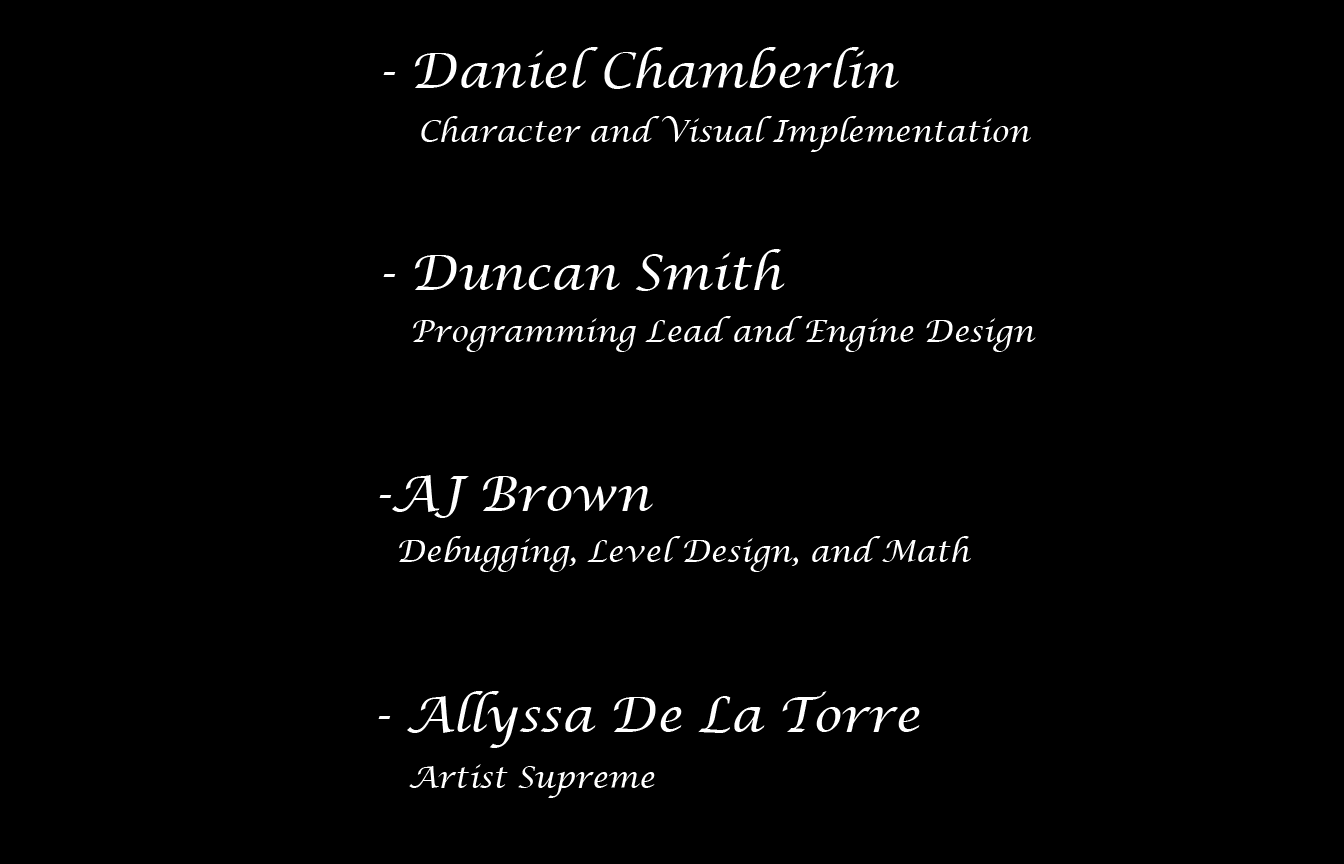 - Daniel Chamberlin
Character and Visual Implementation
- Duncan Smith
Programming Lead and Engine Design
-AJ Brown
Debugging, Level Design, and Math
- Allyssa De La Torre
Artist Supreme